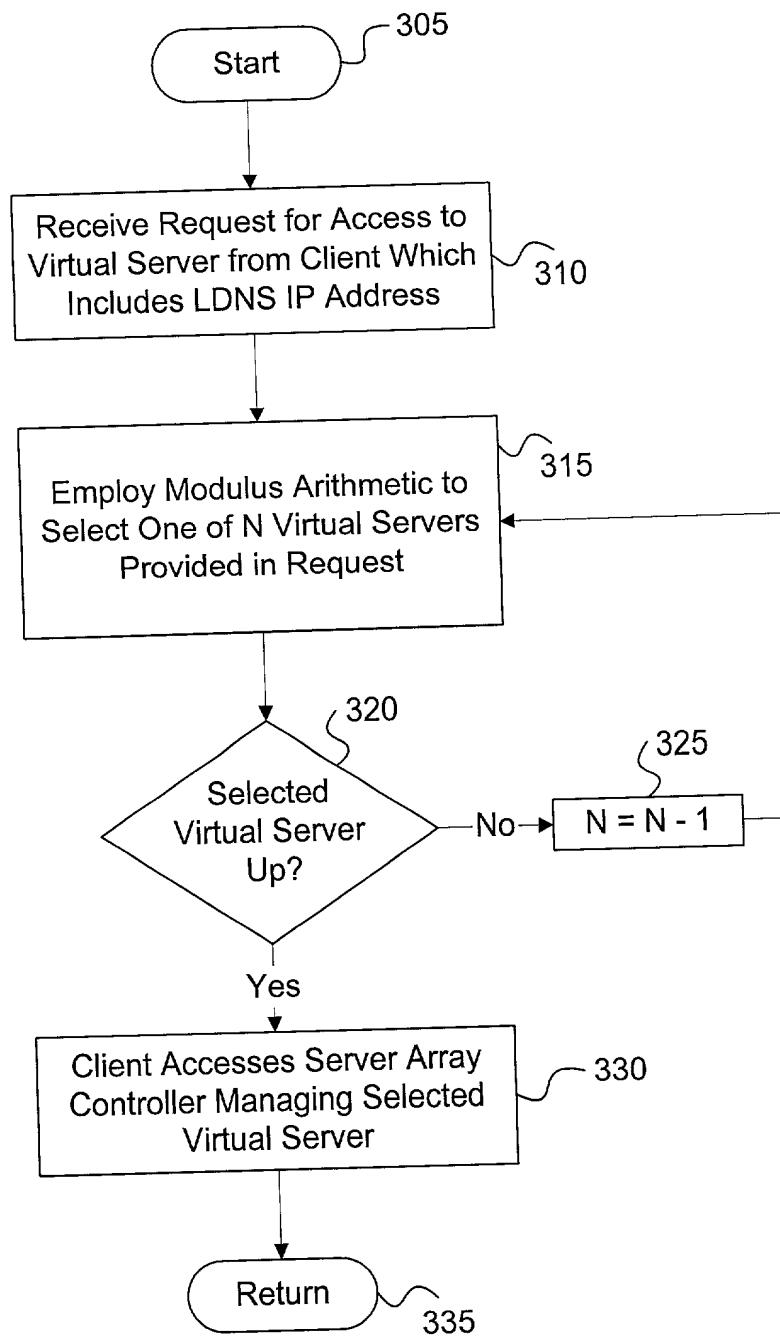 Start
305
Receive Request for Access to
Virtual Server from Client Which
Includes LDNS IP Address
310
Employ Modulus Arithmetic to
Select One of N Virtual Servers
Provided in Request
315
320
Selected
Virtual Server
Up?
No
325
N = N - 1
Yes
Client Accesses Server Array
Controller Managing Selected
Virtual Server
330
Return
335